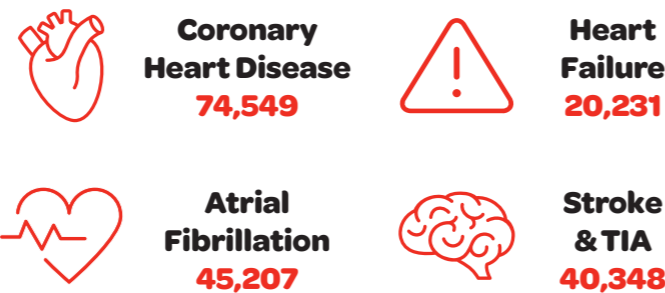 Coronary
Heart Disease
74,549
Heart
Failure
20,231
Atrial
Fibrillation
45,207
Stroke
& TIA
40,348